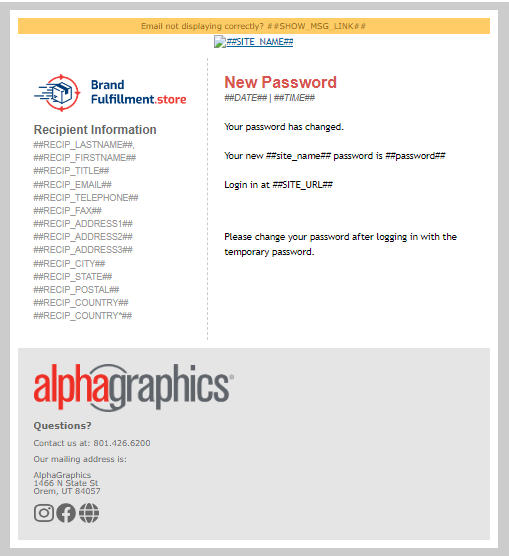 Email not displaying correctly? ##SHOW_MSG_LINK##
##SITE_NAME##
Brand
Fulfillment.store
Recipient Information
##RECIP_LASTNAME##,
##RECIP_FIRSTNAME##
##RECIP_TITLE##
##RECIP_EMAIL##
##RECIP_TELEPHONE##
##RECIP_FAX##
##RECIP_ADDRESS1##
##RECIP_ADDRESS2##
##RECIP_ADDRESS3##
##RECIP_CITY##
##RECIP_STATE##
##RECIP_POSTAL##
##RECIP_COUNTRY##
##RECIP_COUNTRY*##
New Password
##DATE## | ##TIME##
Your password has changed.
Your new ##site_name## password is ##password##
Login in at ##SITE_URL##
Please change your password after logging in with the
temporary password.
alphagraphics®
Questions?
Contact us at: 801.426.6200
Our mailing address is:
AlphaGraphics
1466 N State St
Orem, UT 84057